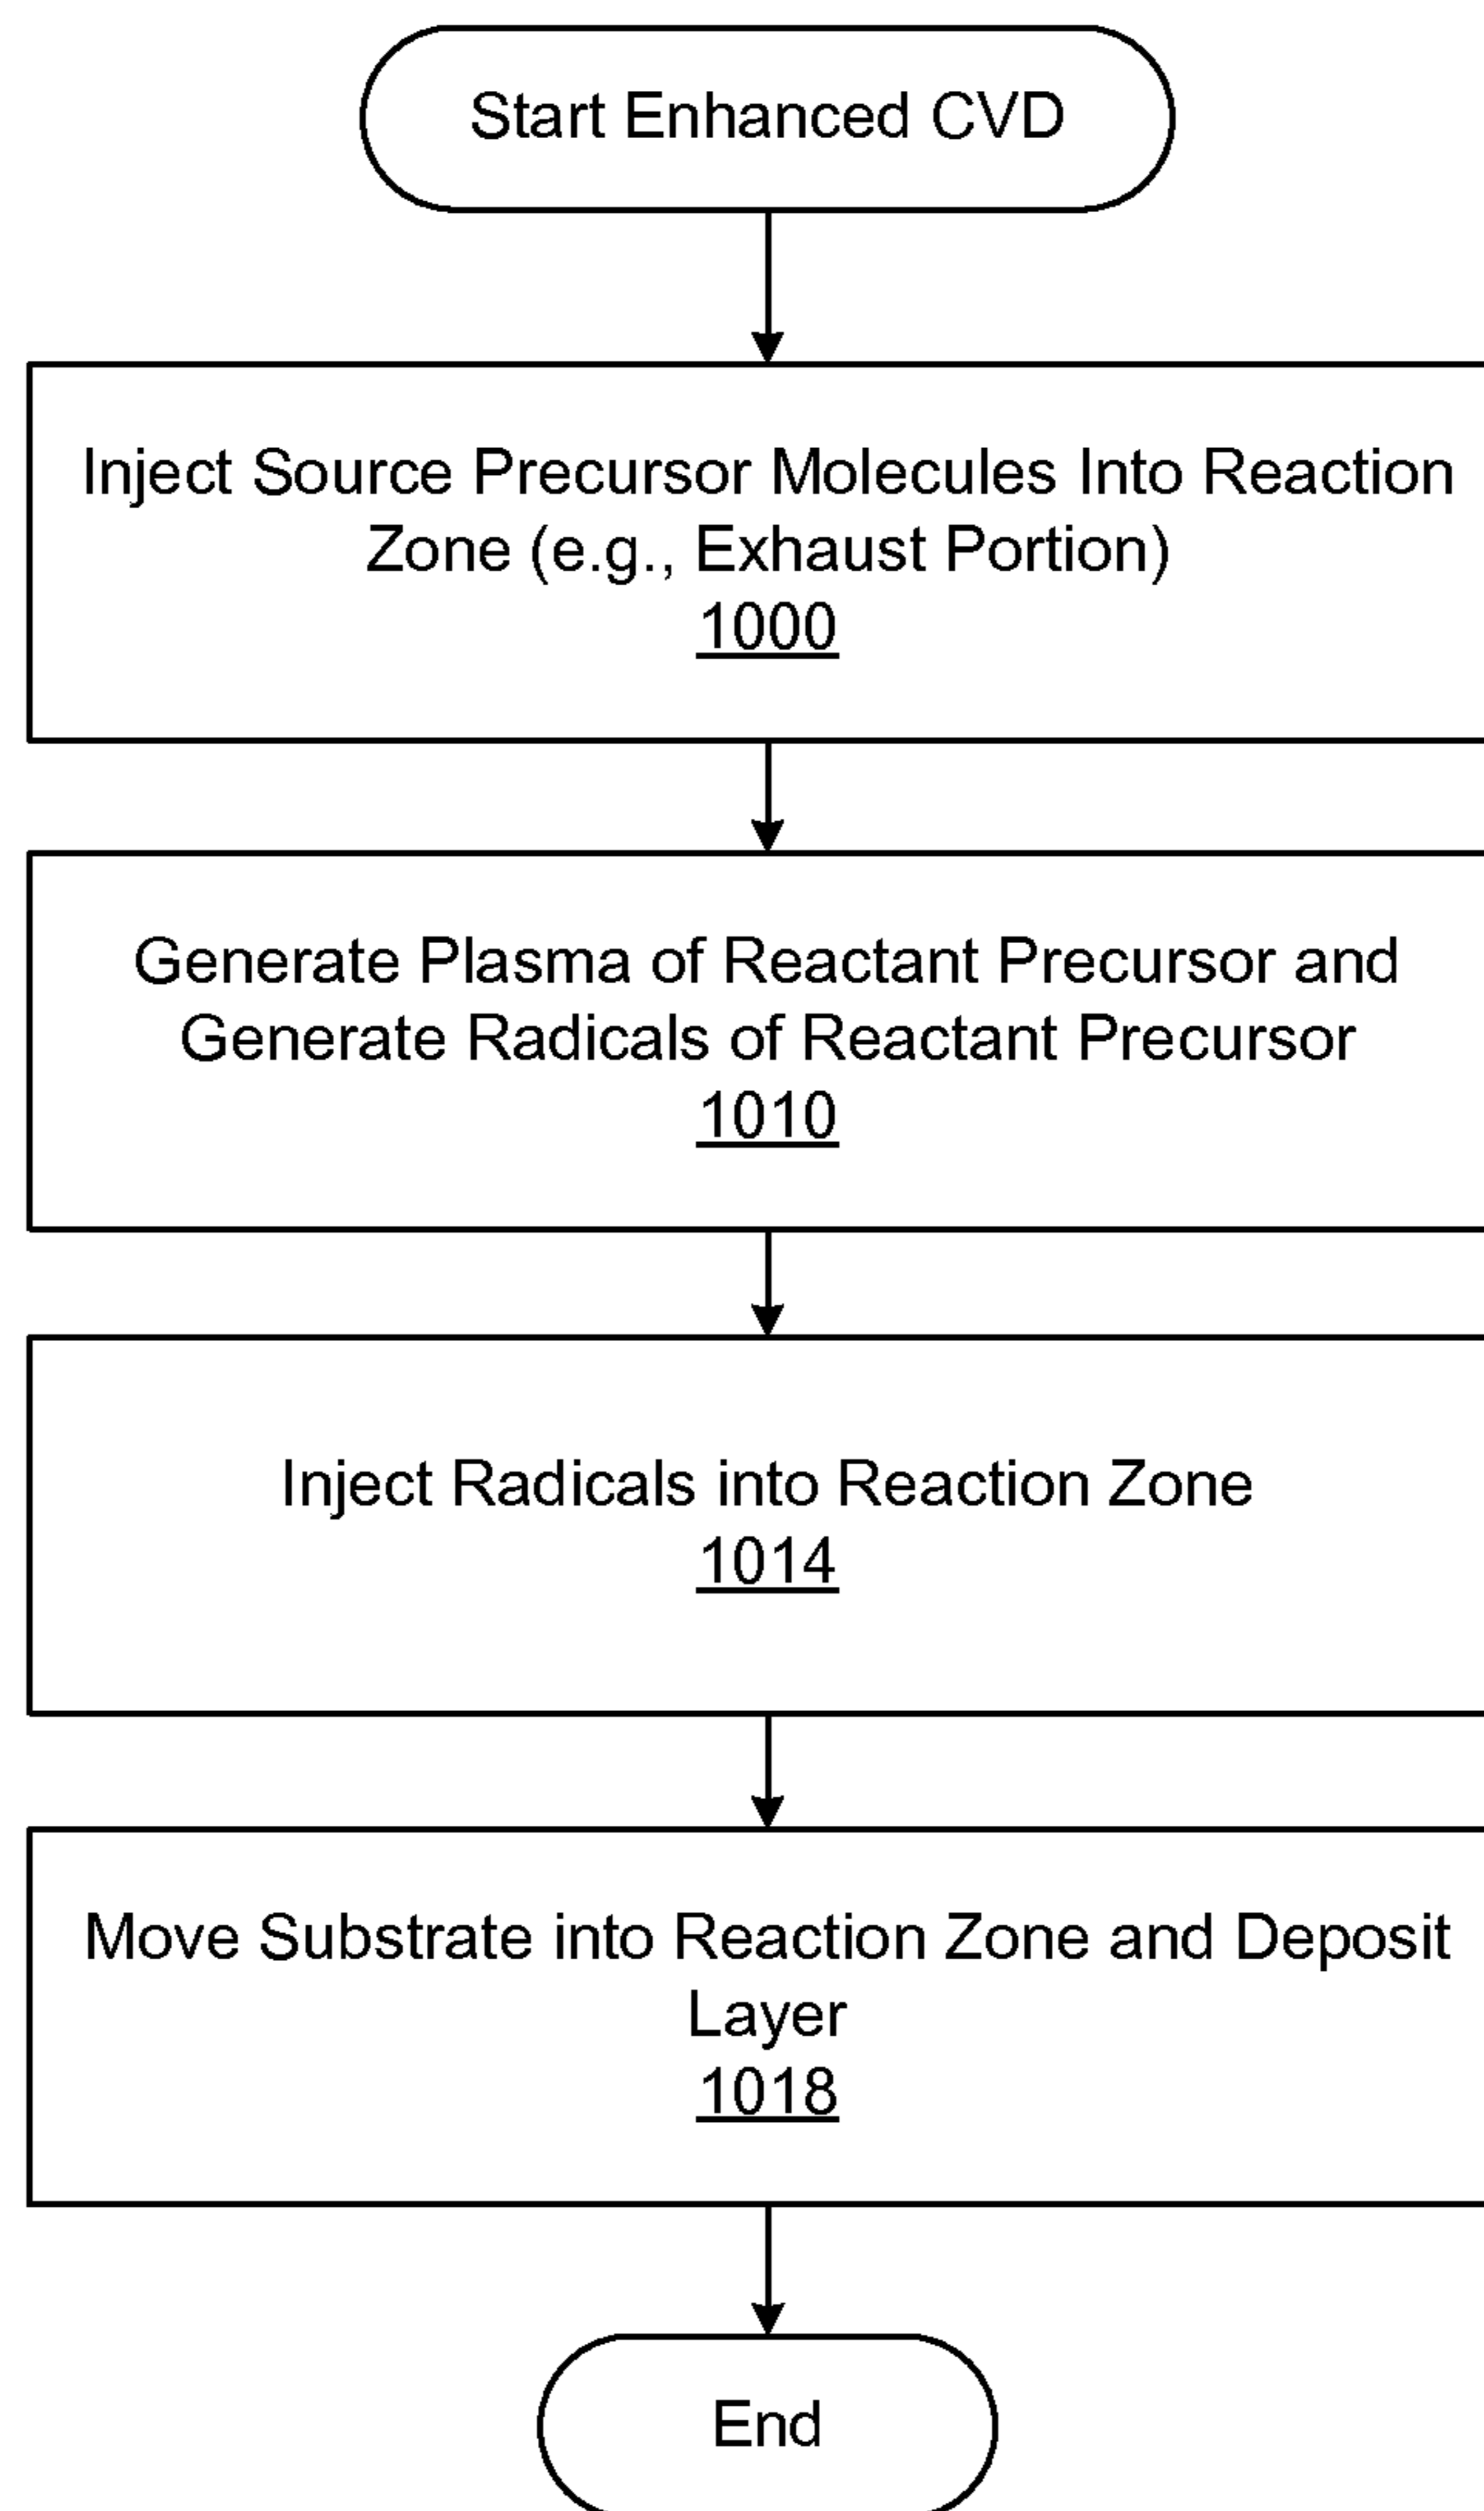 Start Enhanced CVD
Inject Source Precursor Molecules Into Reaction
Zone (e.g., Exhaust Portion)
1000
Generate Plasma of Reactant Precursor and
Generate Radicals of Reactant Precursor
1010
Inject Radicals into Reaction Zone
1014
Move Substrate into Reaction Zone and Deposit
Layer
1018
End